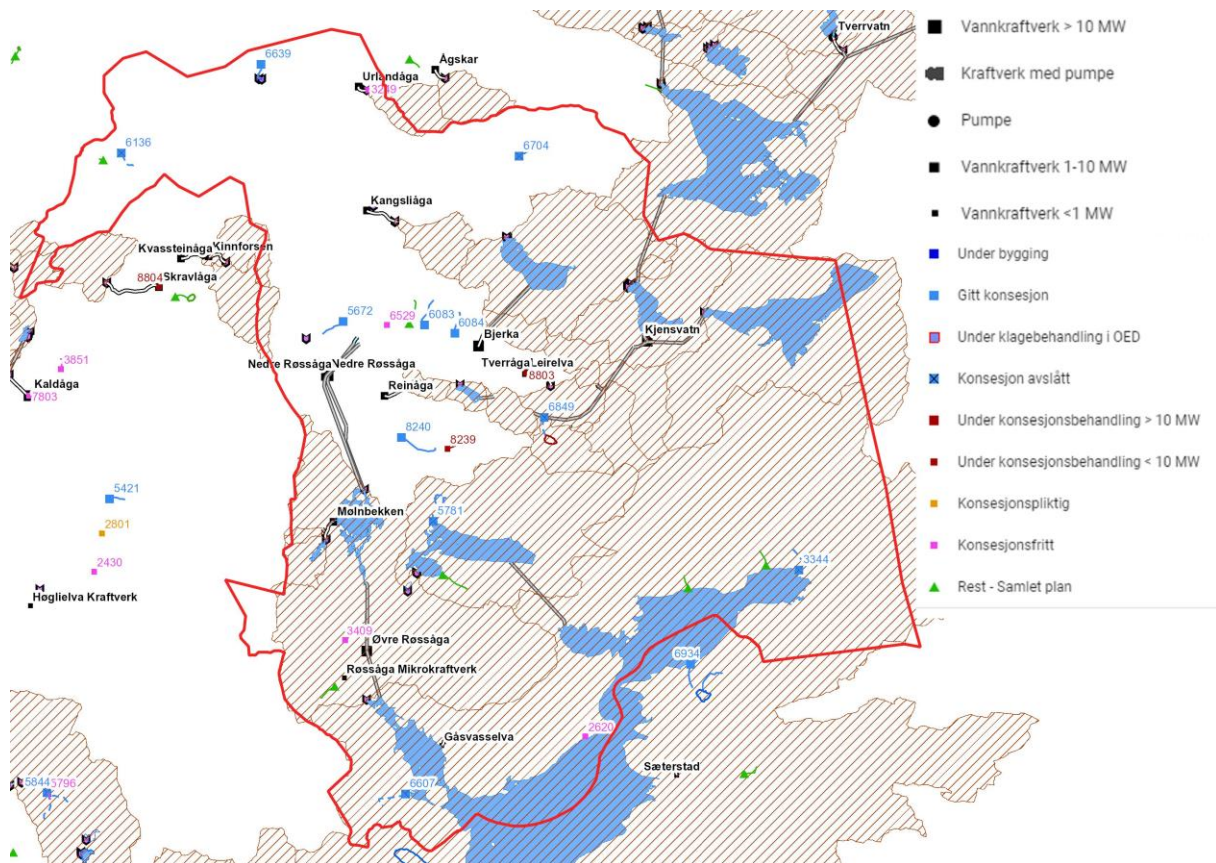 Tverrvatn
6639
Ågskar
Urlandåga
3249
6136
6704
Kangsliåga
Kvassteinåga
Kinnforsen
8804
Skravlåga
5672
6529
6083
6084
Bjerka
Kjensvatn
3851
Nedre Røssåga
Nedre Røssåga
Tverråga
Leirelva
8803
Kaldåga
7803
Reinåga
6849
8240
8239
5421
Mølnbekken
5781
2801
2430
3344
Høglielva Kraftverk
3409
Øvre Røssåga
6934
Røssåga Mikrokraftverk
2620
Gåsvasselva
Sæterstad
5844
5798
6607
Vannkraftverk > 10 MW
Kraftverk med pumpe
Pumpe
Vannkraftverk 1-10 MW
Vannkraftverk <1 MW
Under bygging
Gitt konsesjon
Under klagebehandling i OED
Konsesjon avslått
Under konsesjonsbehandling > 10 MW
Under konsesjonsbehandling < 10 MW
Konsesjonspliktig
Konsesjonsfritt
Rest - Samlet plan